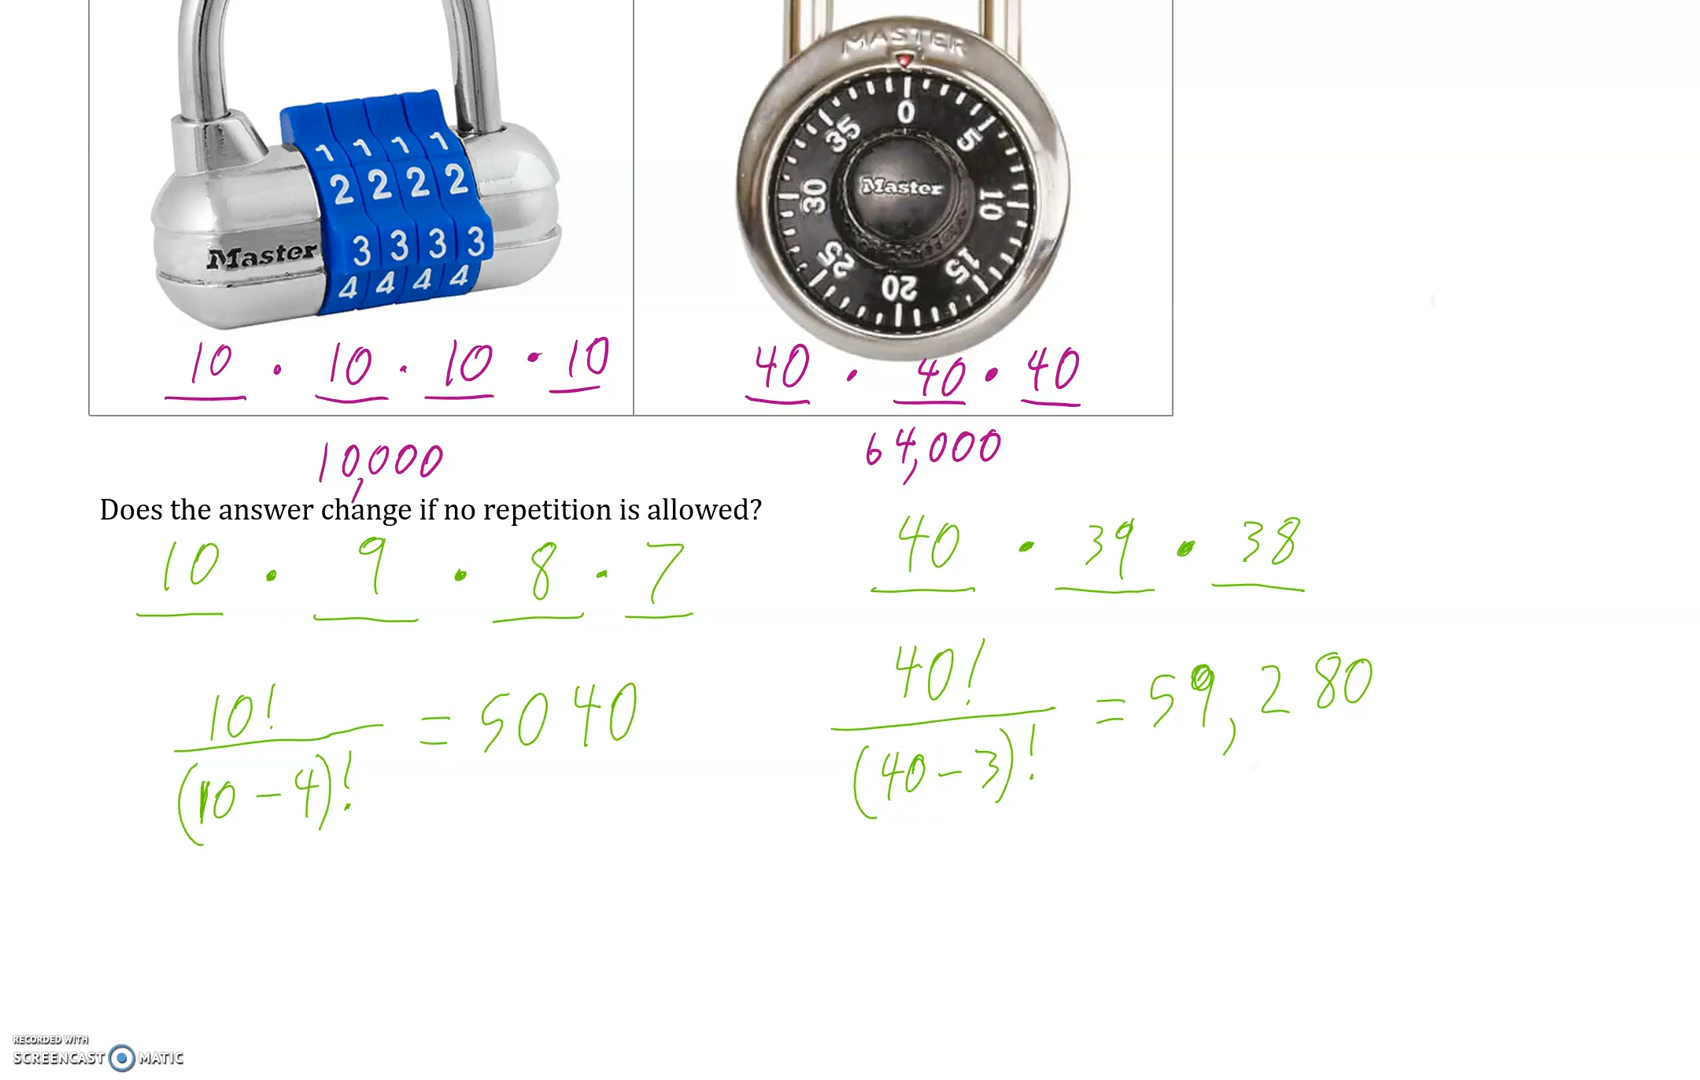 MASTER
0
35 5
Master
30 10
25 15
20
1 1 1 1
2 2 2 2
Master
3 3 3 3
4 4 4 4
10 · 10 · 10 · 10
40 · 40 · 40
10,000
64,000
Does the answer change if no repetition is allowed?
10 · 9 · 8 · 7
40 · 39 · 38
10!
(10 - 4)!
= 5040
40!
(40 - 3)!
= 59,280
RECORDED WITH
SCREENCAST MATIC